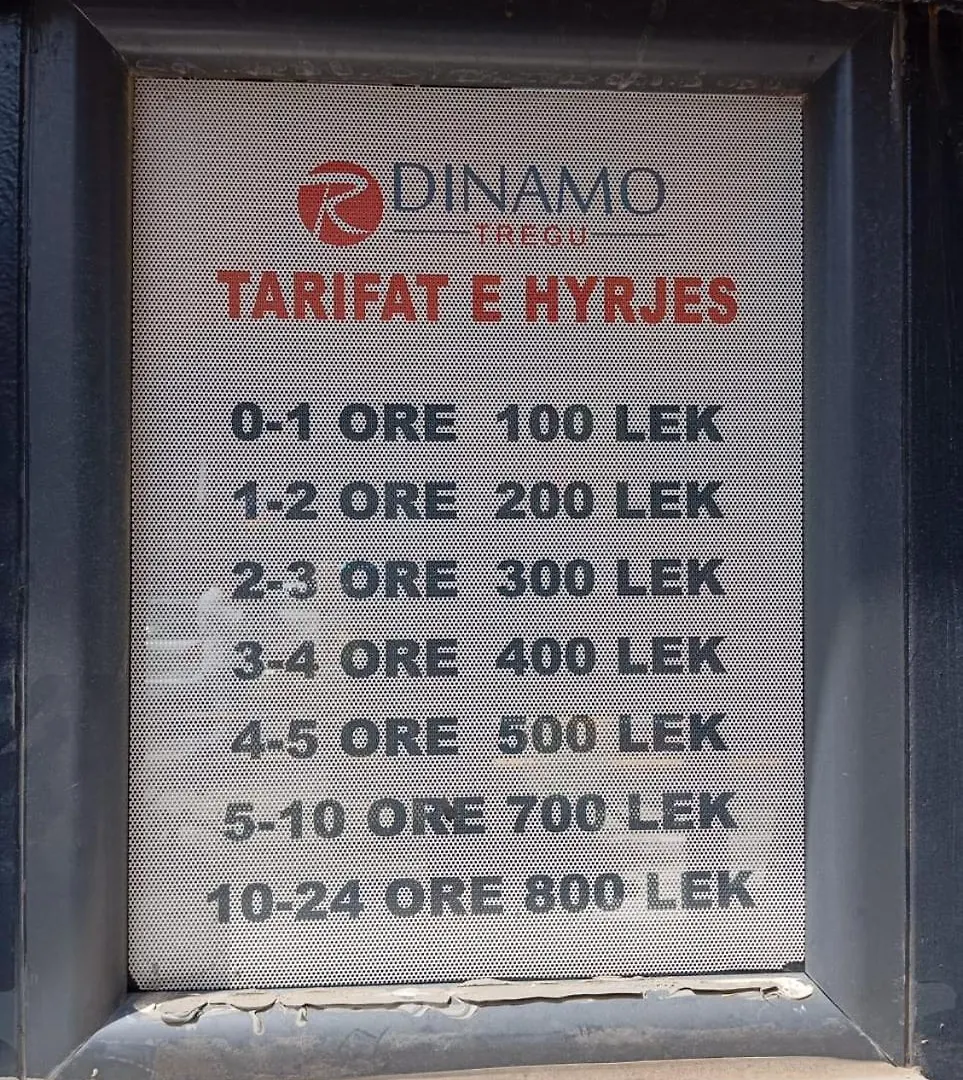 R DINAMO
TREGU
TARIFAT E HYRJES
0-1 ORE 100 LEK
1-2 ORE 200 LEK
2-3 ORE 300 LEK
3-4 ORE 400 LEK
4-5 ORE 500 LEK
5-10 ORE 700 LEK
10-24 ORE 800 LEK